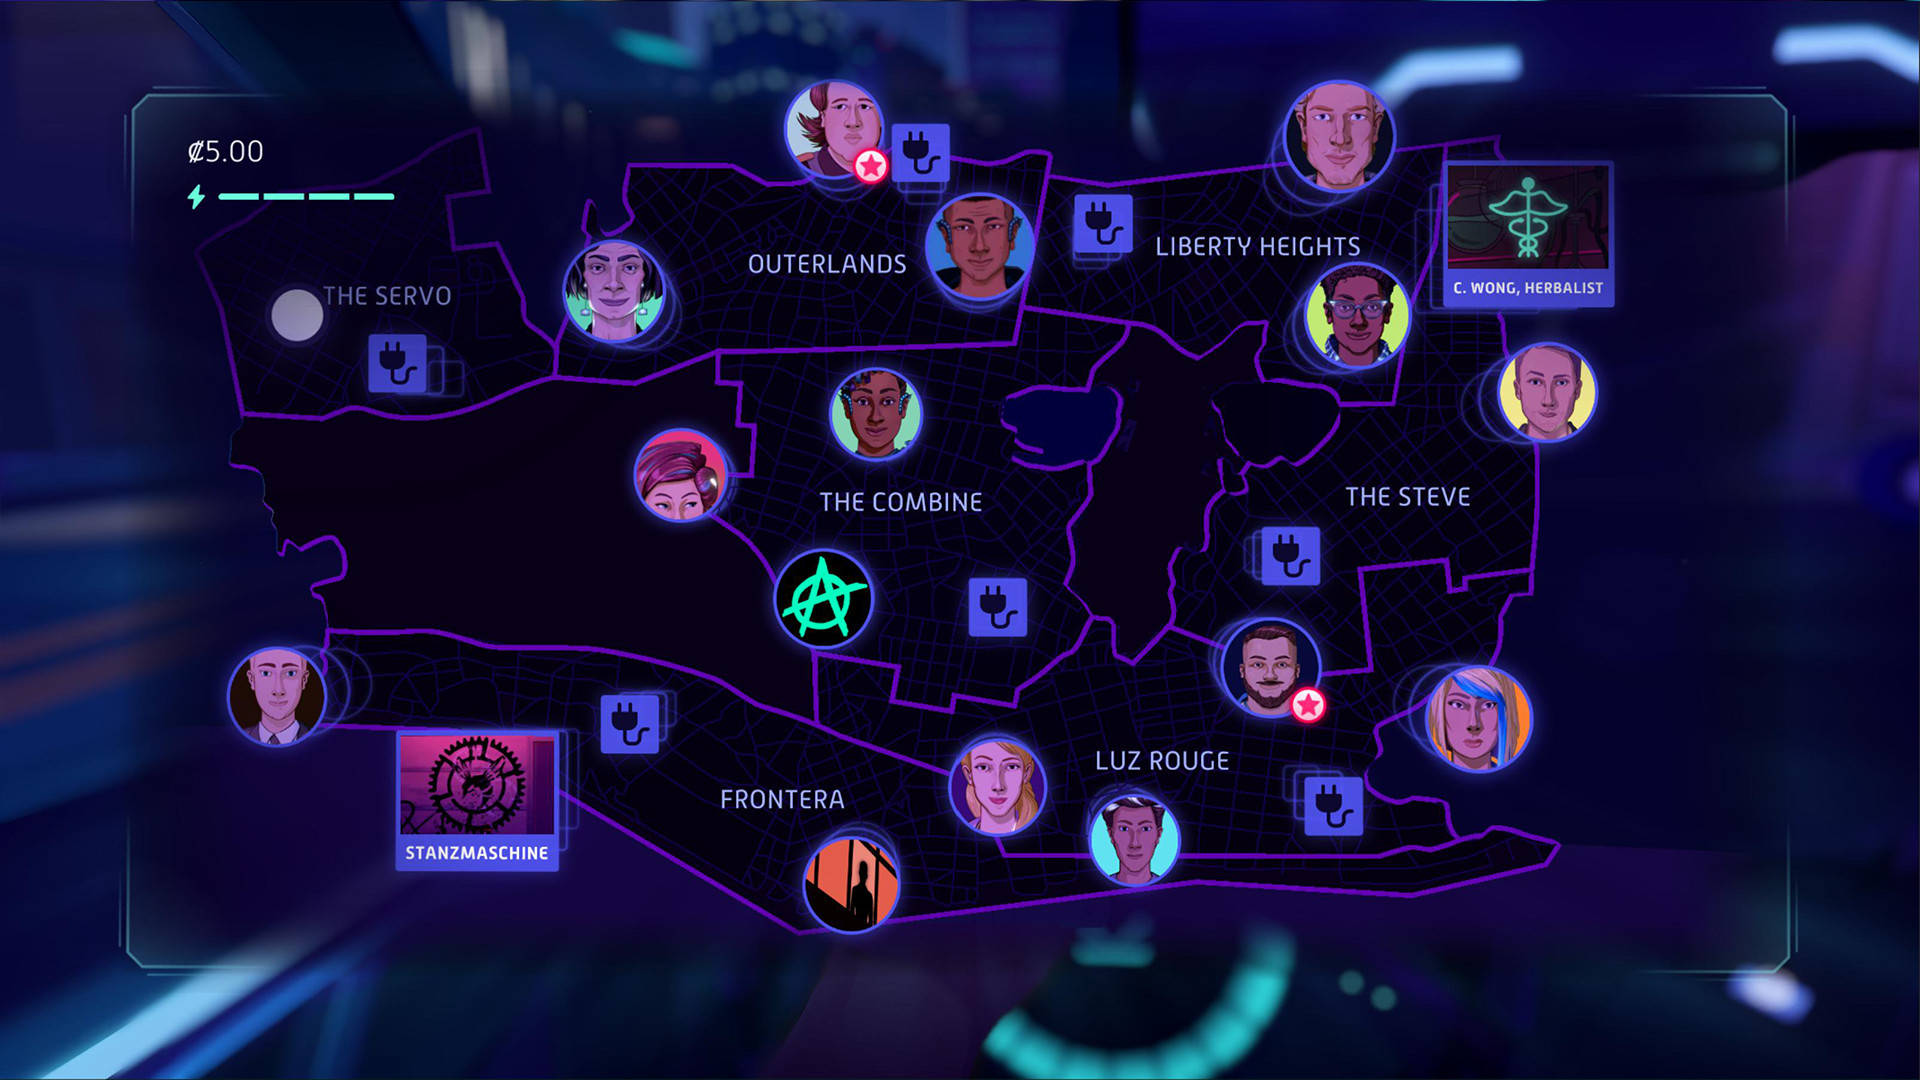 ₡5.00
OUTERLANDS
LIBERTY HEIGHTS
C. WONG, HERBALIST
THE SERVO
THE COMBINE
THE STEVE
LUZ ROUGE
FRONTERA
STANZMASCHINE